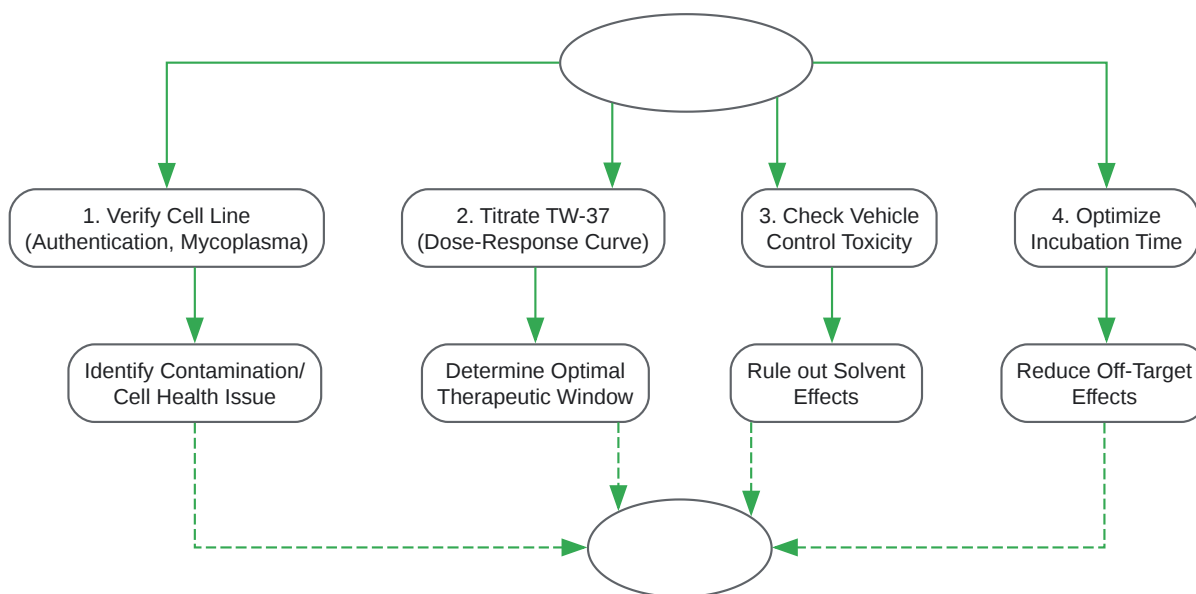 1. Verify Cell Line
(Authentication, Mycoplasma)
2. Titrate TW-37
(Dose-Response Curve)
3. Check Vehicle
Control Toxicity
4. Optimize
Incubation Time
Identify Contamination/
Cell Health Issue
Determine Optimal
Therapeutic Window
Rule out Solvent
Effects
Reduce Off-Target
Effects